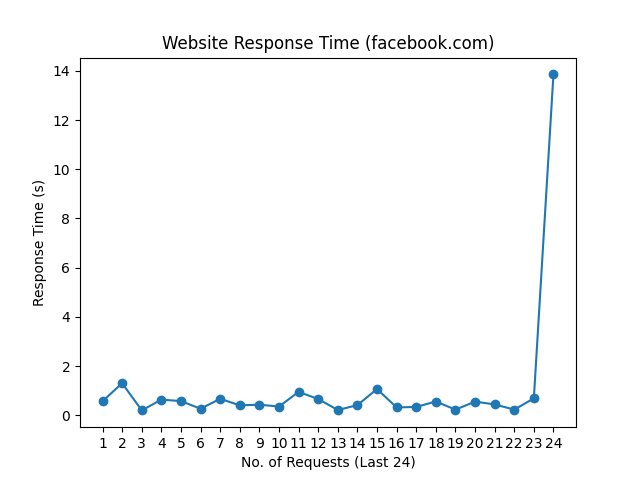 Website Response Time (facebook.com)
14
12
10
8
6
4
2
0
Response Time (s)
1 2 3 4 5 6 7 8 9 10 11 12 13 14 15 16 17 18 19 20 21 22 23 24
No. of Requests (Last 24)